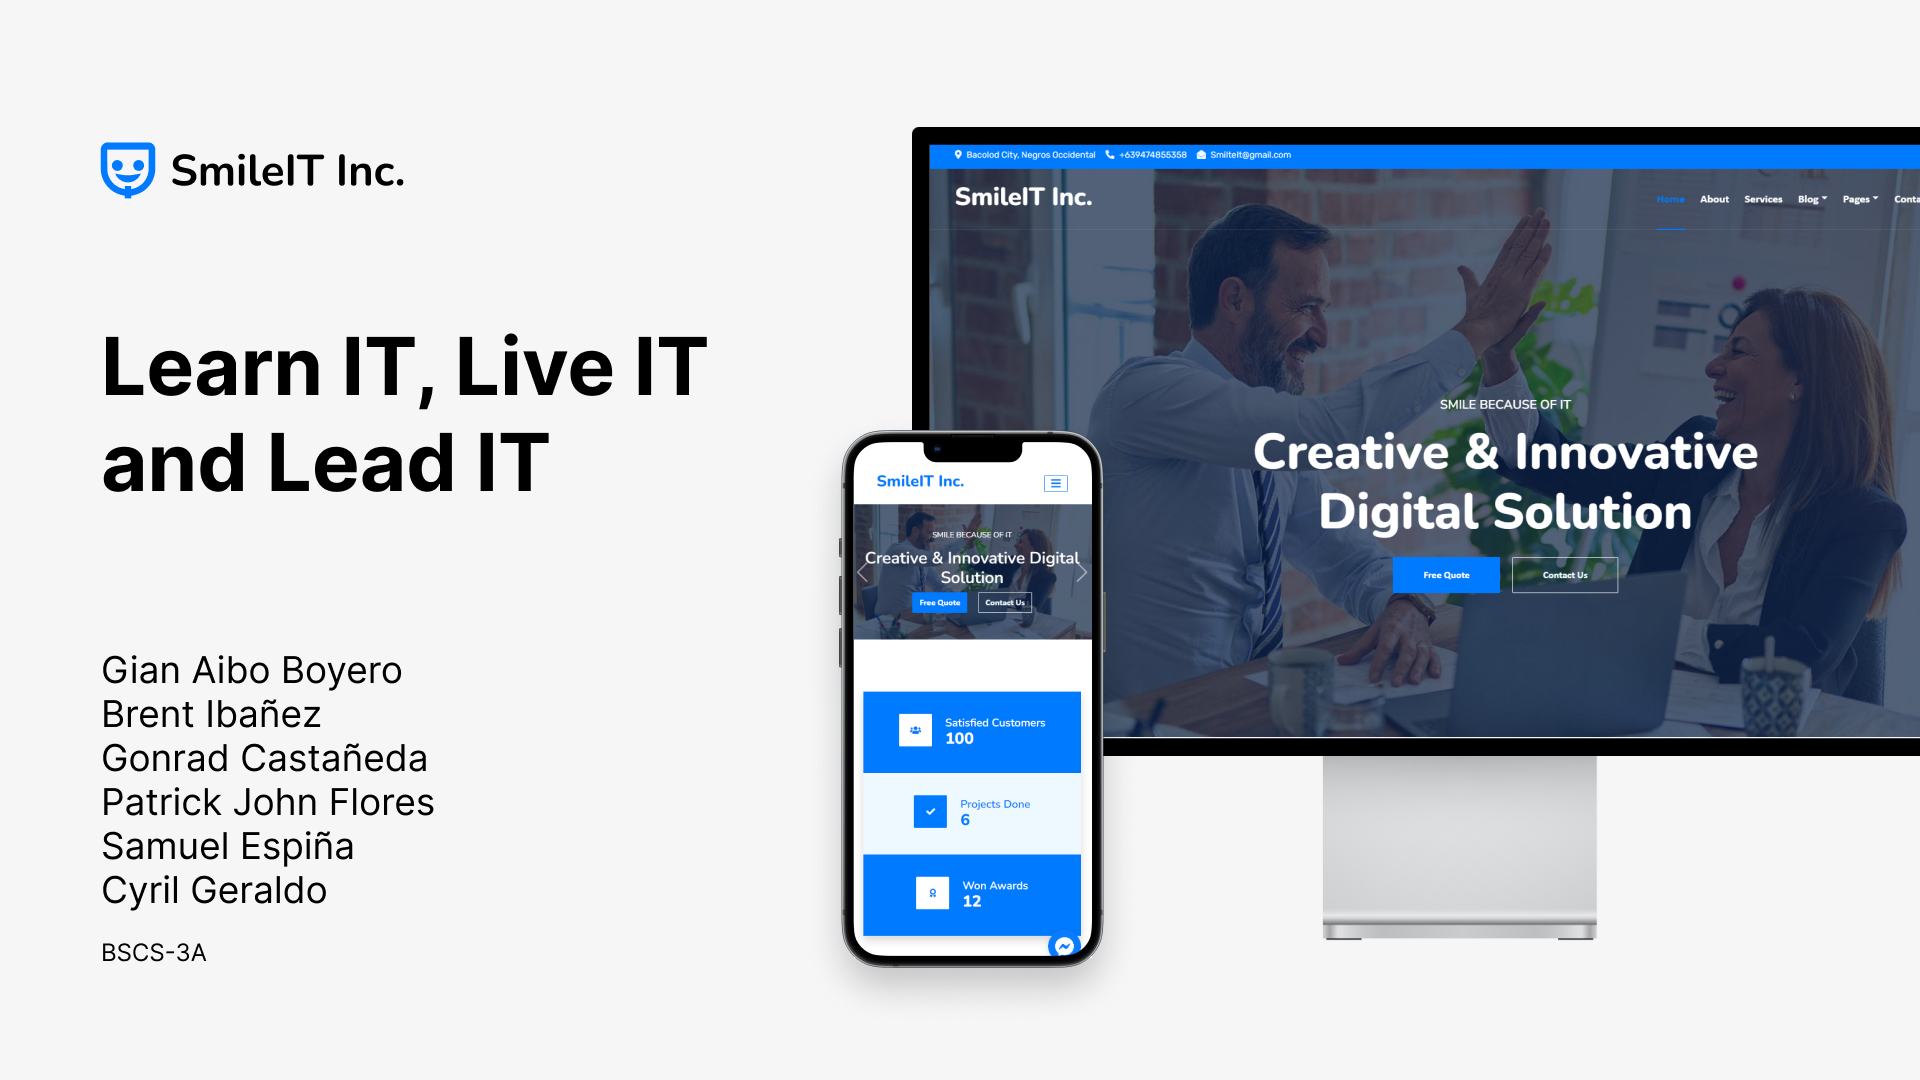 SmileIT Inc.
Learn IT, Live IT
and Lead IT
Gian Aibo Boyero
Brent Ibañez
Gonrad Castañeda
Patrick John Flores
Samuel Espiña
Cyril Geraldo
BSCS-3A
SmileIT Inc.
SMILE BECAUSE OF IT
Creative & Innovative Digital
Solution
Free Quote Contact Us
Satisfied Customers
100
Projects Done
6
Won Awards
12
Bacolod City, Negros Occidental +639474855358 SmilteIt@gmail.com
SmileIT Inc.
Home About Services Blog Pages Conta
SMILE BECAUSE OF IT
Creative & Innovative
Digital Solution
Free Quote Contact Us